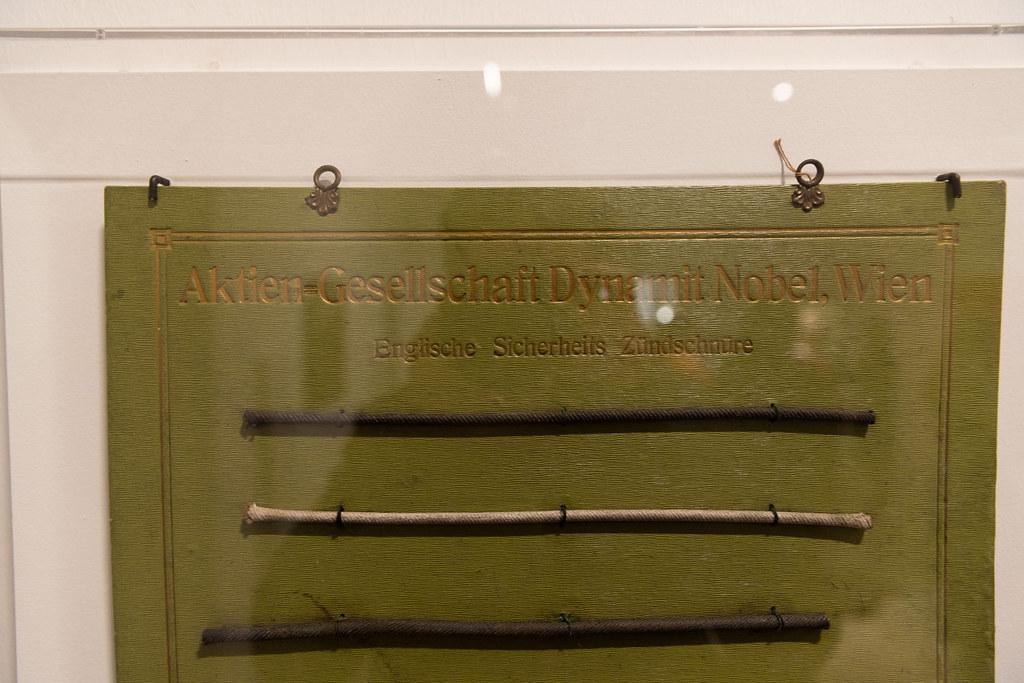 Aktien-Gesellschaft Dynamit Nobel, Wien
Englische Sicherheits Zündschnüre